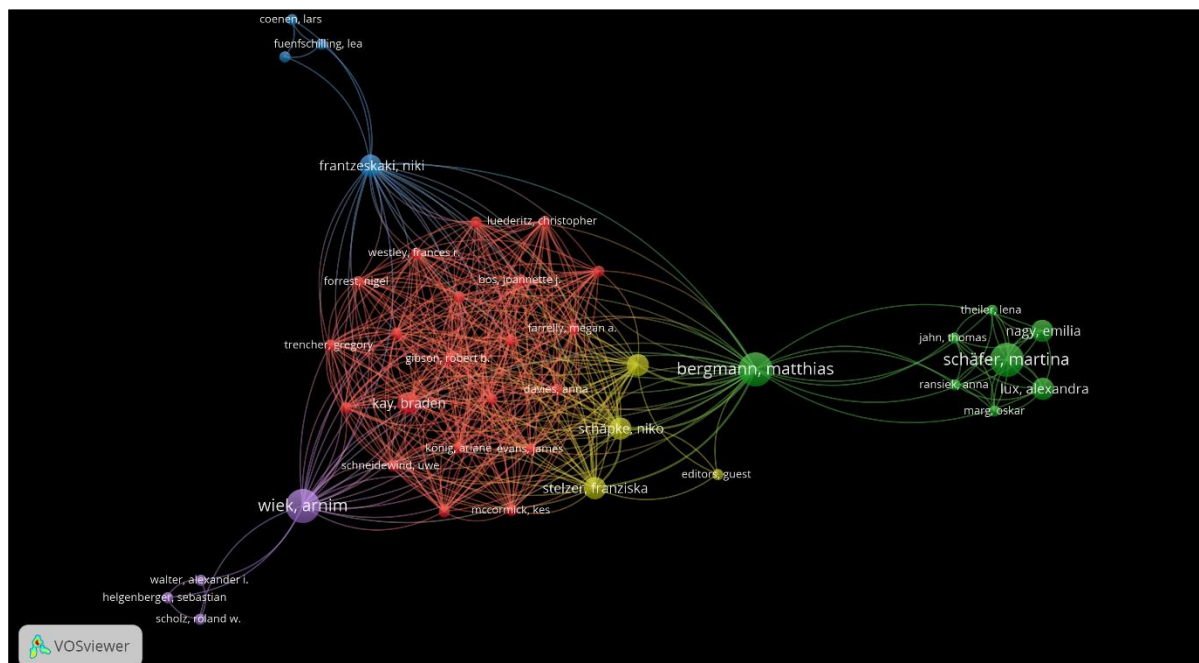 coenen, lars
fuenfschilling, lea
frantzeskaki, niki
luederitz, christopher
westley, frances r.
forrest, nigel
bos, joannette j.
trencher, gregory
farrelly, megan a.
gibson, robert b.
bergmann, matthias
theiler, lena
nagy, emilia
jahn, thomas
schäfer, martina
ransiek, anna
lux, alexandra
marg, oskar
davies, anna
kay, braden
schäpke, niko
könig, ariane
evans, james
schneidewind, uwe
editors, guest
stelzer, franziska
wiek, arnim
mccormick, kes
walter, alexander i.
helgenberger, sebastian
scholz, roland w.
VOSviewer